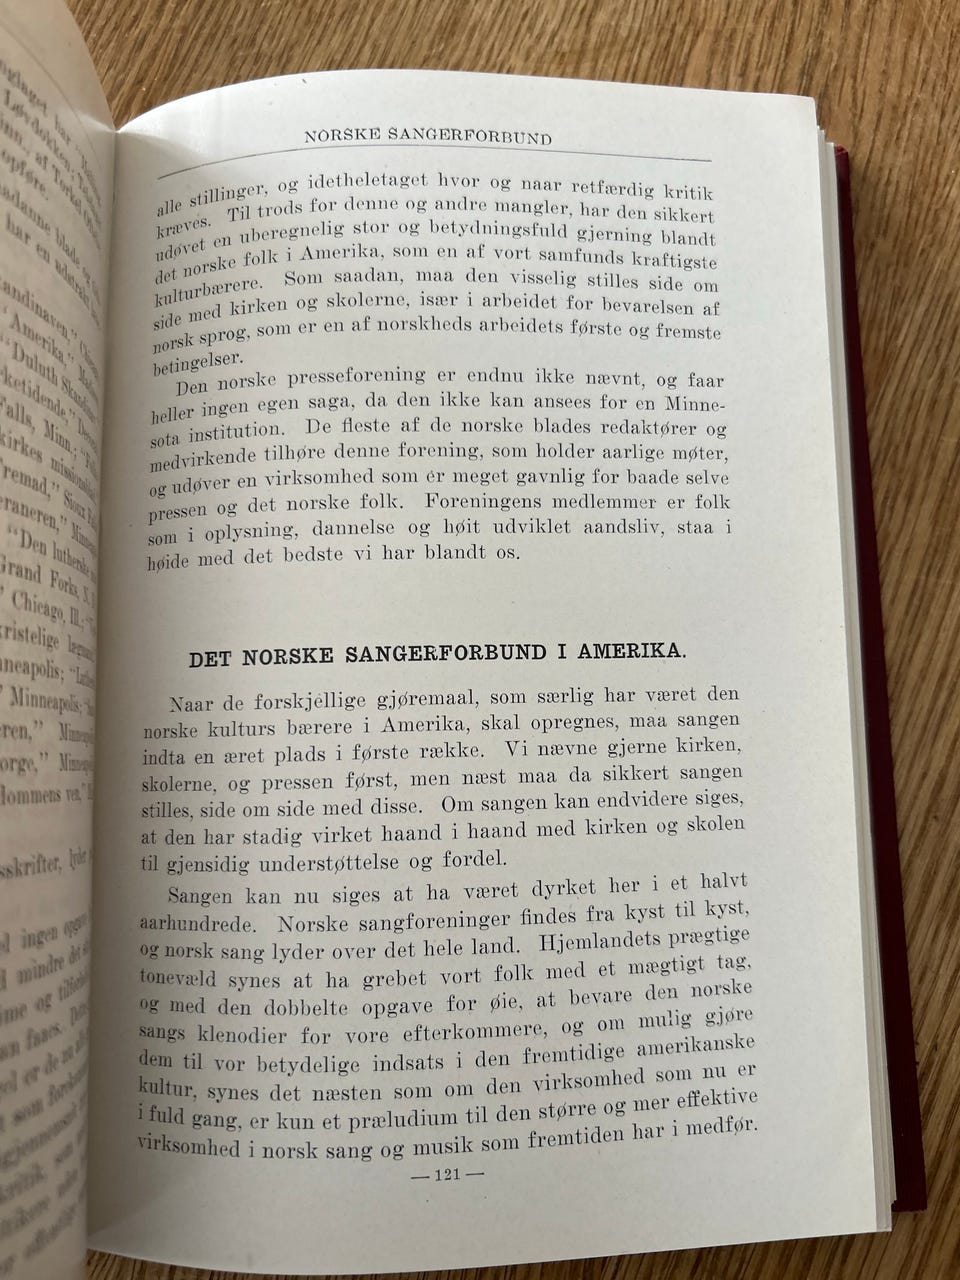 NORSKE SANGERFORBUND
alle stillinger, og idetheletaget hvor og naar retfærdig kritik
kræves. Til trods for denne og andre mangler, har den sikkert
udøvet en uberegnelig stor og betydningsfuld gjerning blandt
det norske folk i Amerika, som en af vort samfunds kraftigste
kulturbærere. Som saadan, maa den visselig stilles side om
side med kirken og skolerne, især i arbeidet for bevarelsen af
norsk sprog, som er en af norskheds arbeidets første og fremste
betingelser.
Den norske presseforening er endnu ikke nævnt, og faar
heller ingen egen saga, da den ikke kan ansees for en Minne-
sota institution. De fleste af de norske blades redaktører og
medvirkende tilhøre denne forening, som holder aarlige møter,
og udøver en virksomhed som er meget gavnlig for baade selve
pressen og det norske folk. Foreningens medlemmer er folk
som i oplysning, dannelse og høit udviklet aandsliv, staa i
høide med det bedste vi har blandt os.
DET NORSKE SANGERFORBUND I AMERIKA.
Naar de forskjellige gjøremaal, som særlig har været den
norske kulturs bærere i Amerika, skal opregnes, maa sangen
indta en æret plads i første række. Vi nævne gjerne kirken,
skolerne, og pressen først, men næst maa da sikkert sangen
stilles, side om side med disse. Om sangen kan endvidere siges,
at den har stadig virket haand i haand med kirken og skolen
til gjensidig understøttelse og fordel.
Sangen kan nu siges at ha været dyrket her i et halvt
aarhundrede. Norske sangforeninger findes fra kyst til kyst,
og norsk sang lyder over det hele land. Hjemlandets prægtige
tonevæld synes at ha grebet vort folk med et mægtigt tag,
og med den dobbelte opgave for øie, at bevare den norske
sangs klenodier for vore efterkommere, og om mulig gjøre
dem til vor betydelige indsats i den fremtidige amerikanske
kultur, synes det næsten som om den virksomhed som nu er
i fuld gang, er kun et præludium til den større og mer effektive
virksomhed i norsk sang og musik som fremtiden har i medfør.
— 121 —